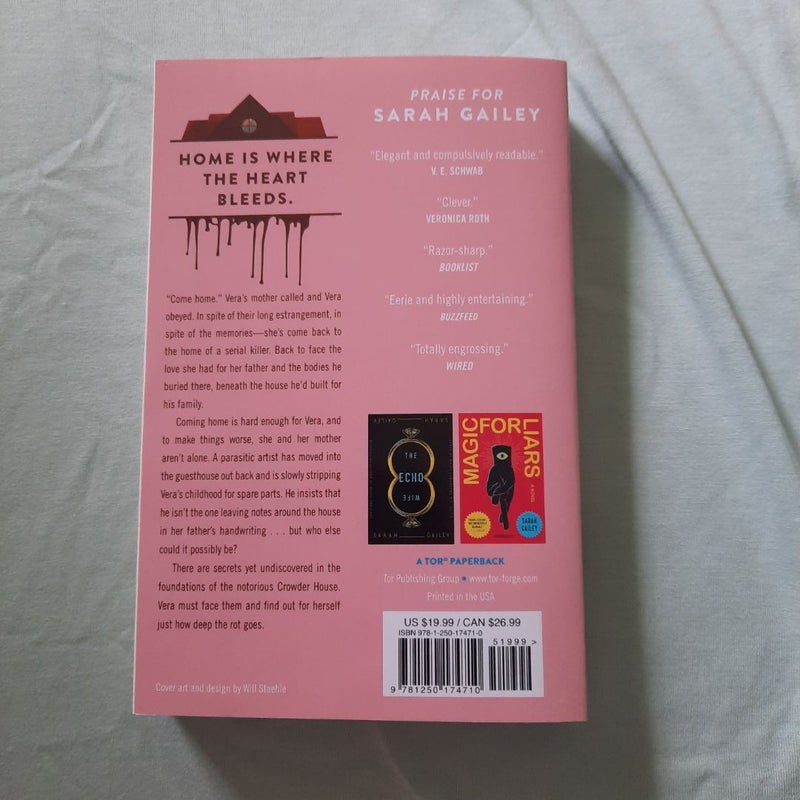 HOME IS WHERE
THE HEART
BLEEDS.
"Come home." Vera's mother called and Vera
obeyed. In spite of their long estrangement, in
spite of the memories—she's come back to
the home of a serial killer. Back to face the
love she had for her father and the bodies he
buried there, beneath the house he'd built for
his family.
Coming home is hard enough for Vera, and
to make things worse, she and her mother
aren't alone. A parasitic artist has moved into
the guesthouse out back and is slowly stripping
Vera's childhood for spare parts. He insists that
he isn't the one leaving notes around the house
in her father's handwriting . . . but who else
could it possibly be?
There are secrets yet undiscovered in the
foundations of the notorious Crowder House.
Vera must face them and find out for herself
just how deep the rot goes.
Cover art and design by Will Staehle
PRAISE FOR
SARAH GAILEY
"Elegant and compulsively readable."
V. E. SCHWAB
"Clever."
VERONICA ROTH
"Razor-sharp."
BOOKLIST
"Eerie and highly entertaining."
BUZZFEED
"Totally engrossing."
WIRED
SARAH GAILEY
THE
ECHO
WIFE
SARAH GAILEY
MAGIC FOR LIARS
A NOVEL
SARAH
GAILEY
A TOR® PAPERBACK
Tor Publishing Group • www.tor-forge.com
Printed in the USA
US $19.99 / CAN $26.99
ISBN 978-1-250-17471-0
51999>
9 781250 174710